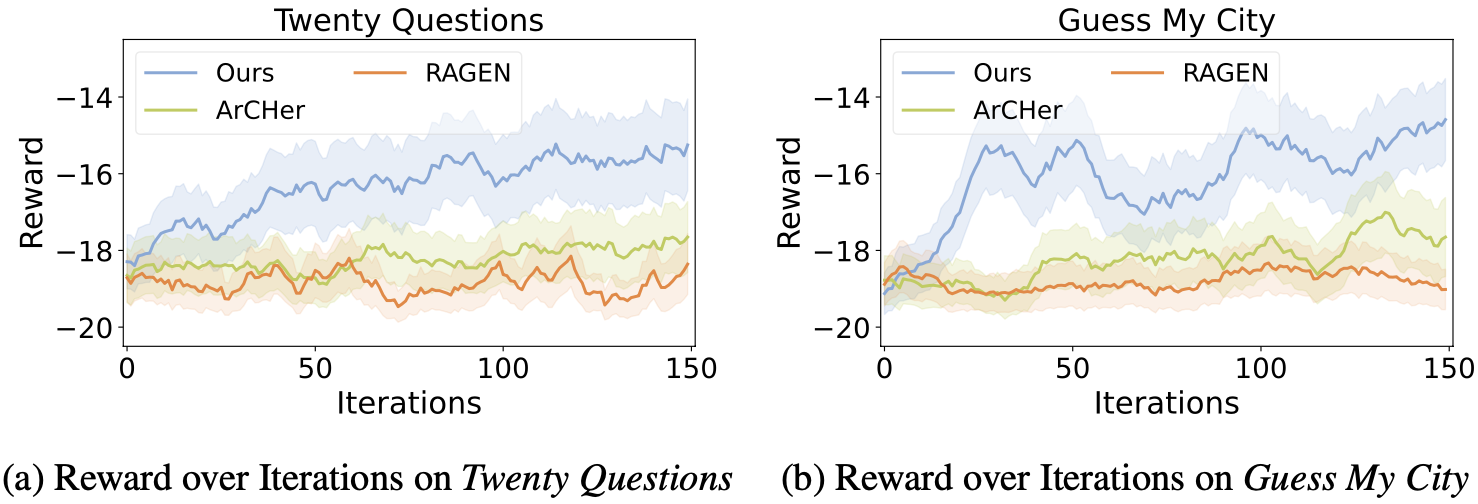 Twenty Questions
Ours
RAGEN
ArCHer
−14
−16
−18
−20
Reward
0
50
100
150
Iterations
(a) Reward over Iterations on Twenty Questions
Guess My City
Ours
RAGEN
ArCHer
−14
−16
−18
−20
Reward
0
50
100
150
Iterations
(b) Reward over Iterations on Guess My City